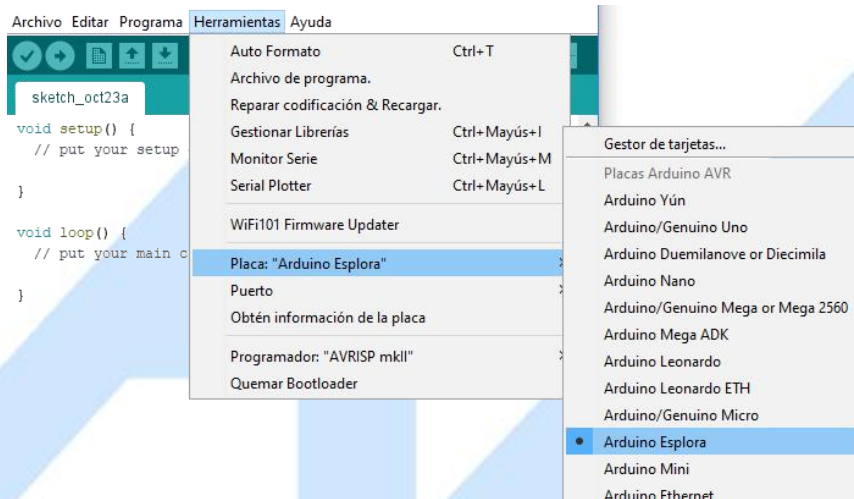 Archivo Editar Programa Herramientas Ayuda
sketch_oct23a
void setup() {
// put your setup
}
void loop() {
// put your main c
}
Auto Formato Ctrl+T
Archivo de programa.
Reparar codificación & Recargar.
Gestionar Librerías Ctrl+Mayús+I
Monitor Serie Ctrl+Mayús+M
Serial Plotter Ctrl+Mayús+L
WiFi101 Firmware Updater
Placa: "Arduino Esplora"
Puerto
Obtén información de la placa
Programador: "AVRISP mkII"
Quemar Bootloader
Gestor de tarjetas...
Placas Arduino AVR
Arduino Yún
Arduino/Genuino Uno
Arduino Duemilanove or Diecimila
Arduino Nano
Arduino/Genuino Mega or Mega 2560
Arduino Mega ADK
Arduino Leonardo
Arduino Leonardo ETH
Arduino/Genuino Micro
Arduino Esplora
Arduino Mini
Arduino Ethernet